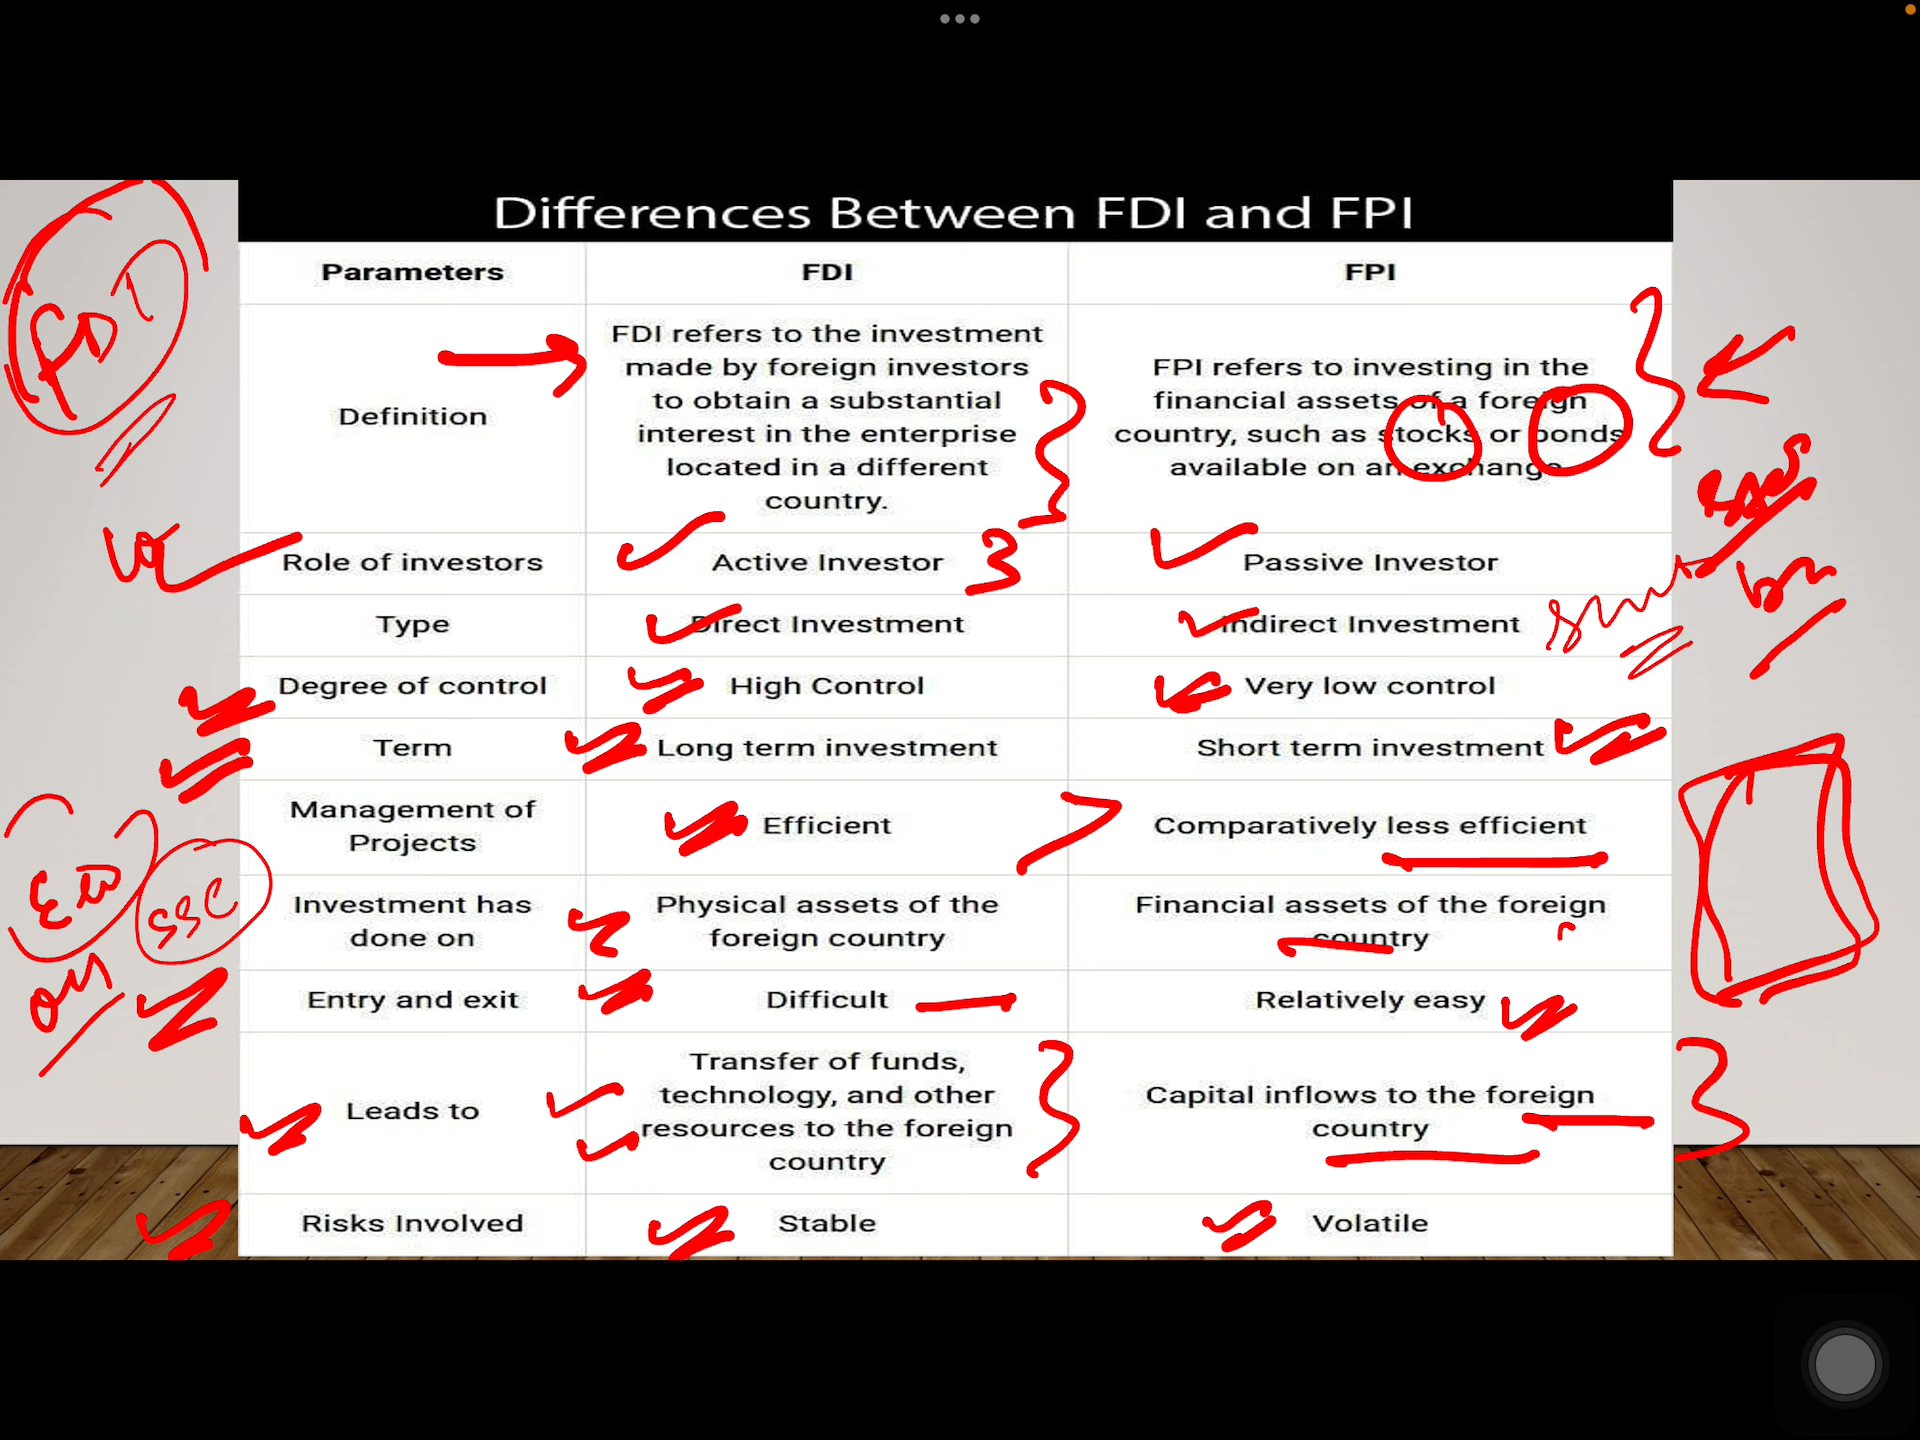 Differences Between FDI and FPI
Parameters FDI FPI
Definition
FDI refers to the investment
made by foreign investors
to obtain a substantial
interest in the enterprise
located in a different
country.
FPI refers to investing in the
financial assets of a foreign
country, such as stocks or bonds
available on an exchange
Role of investors Active Investor Passive Investor
Type Direct Investment Indirect Investment
Degree of control High Control Very low control
Term Long term investment Short term investment
Management of
Projects
Efficient
Comparatively less efficient
Investment has
done on
Physical assets of the
foreign country
Financial assets of the foreign
country
Entry and exit Difficult Relatively easy
Leads to
Transfer of funds,
technology, and other
resources to the foreign
country
Capital inflows to the foreign
country
Risks Involved Stable Volatile
FDI
SSC